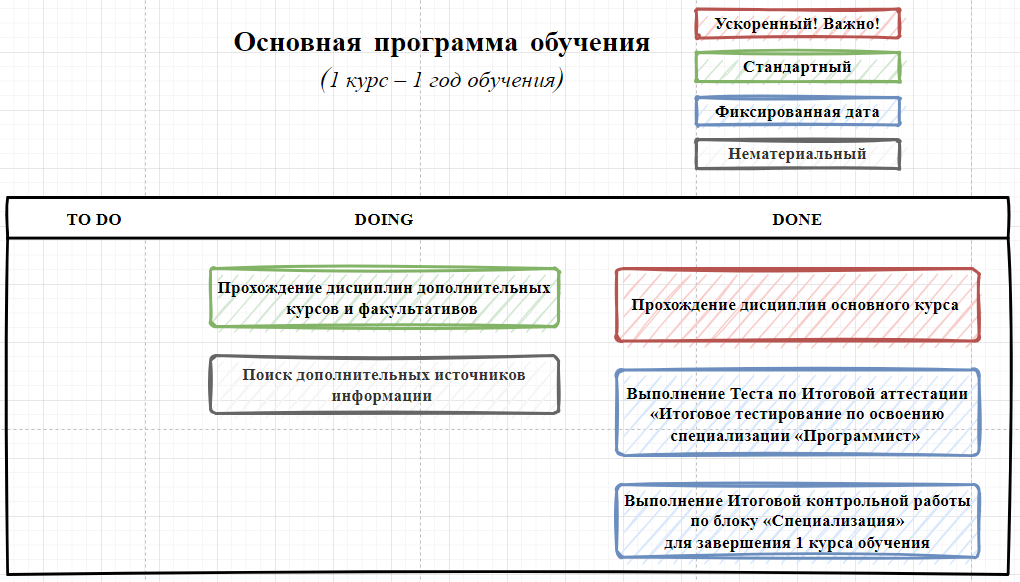 Основная программа обучения
(1 курс – 1 год обучения)
Ускоренный! Важно!
Стандартный
Фиксированная дата
Нематериальный
TO DO
DOING
DONE
Прохождение дисциплин дополнительных
курсов и факультативов
Поиск дополнительных источников
информации
Прохождение дисциплин основного курса
Выполнение Теста по Итоговой аттестации
«Итоговое тестирование по освоению
специализации «Программист»
Выполнение Итоговой контрольной работы
по блоку «Специализация»
для завершения 1 курса обучения